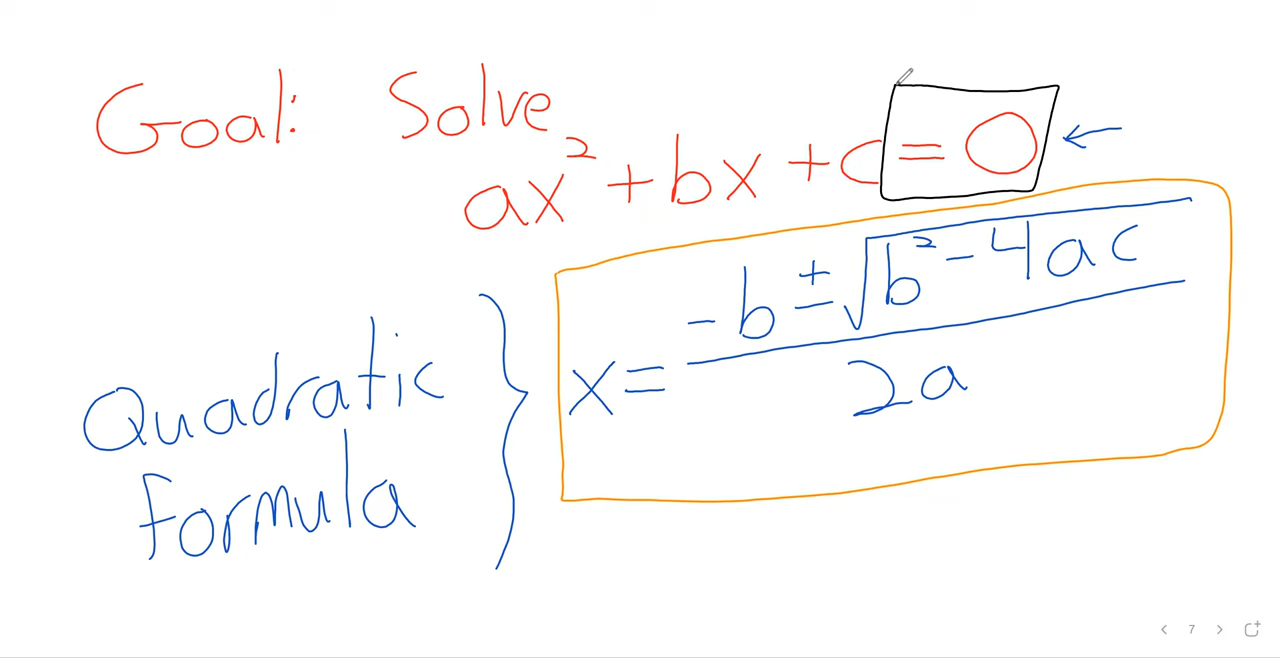 Goal: Solve
ax² + bx + c = 0
Quadratic
formula
x = (-b ± √(b² - 4ac)) / 2a
7